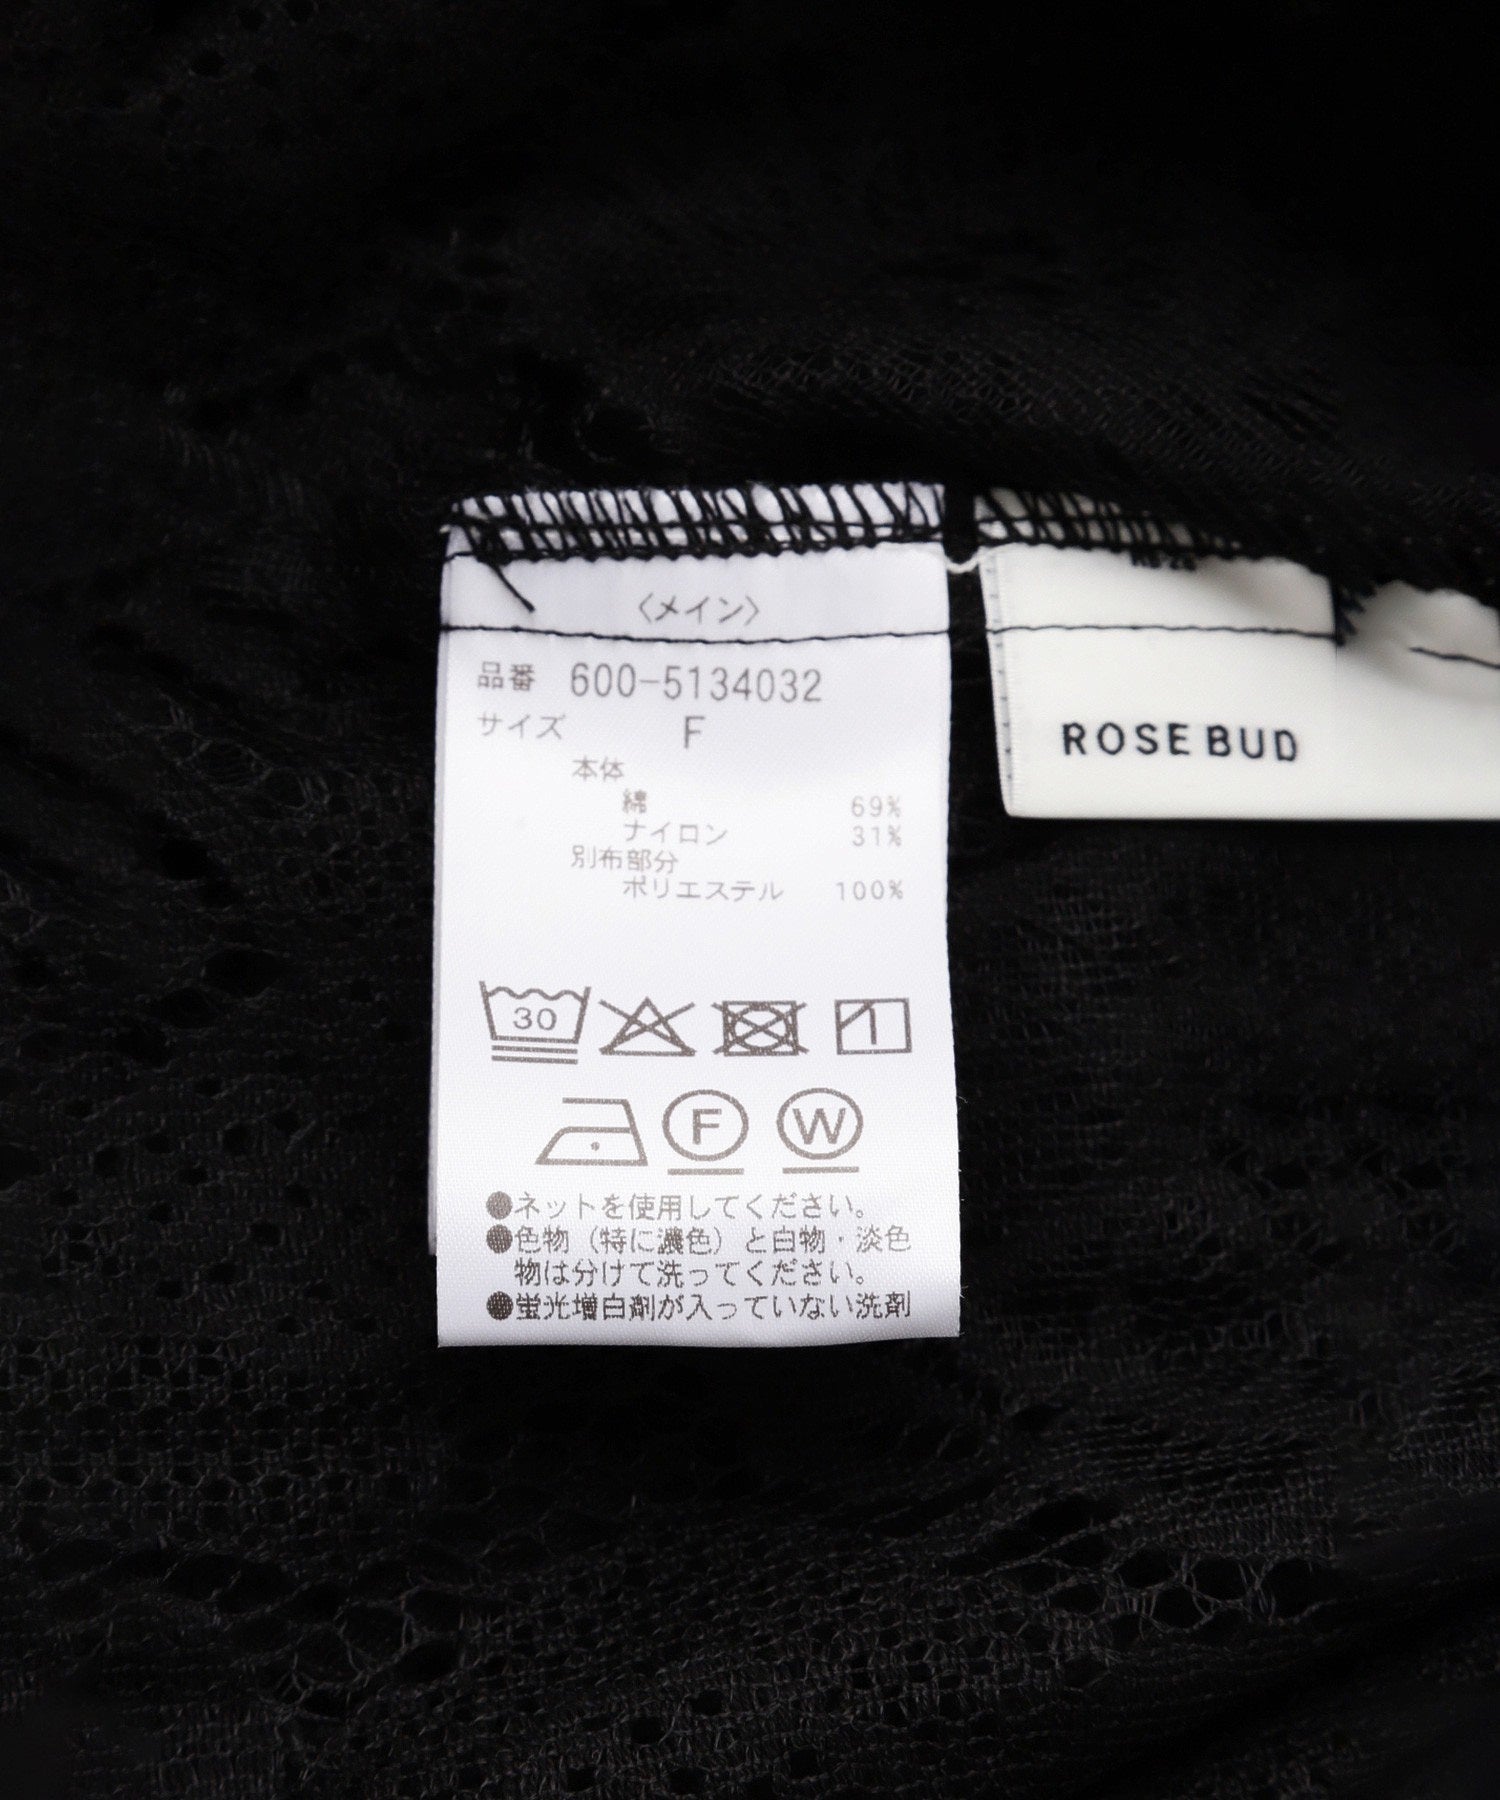 〈メイン〉
品番 600-5134032
サイズ F
本体
綿 69%
ナイロン 31%
別布部分
ポリエステル 100%
30
F W
●ネットを使用してください。
●色物（特に濃色）と白物・淡色
物は分けて洗ってください。
●蛍光増白剤が入っていない洗剤
ROSE BUD